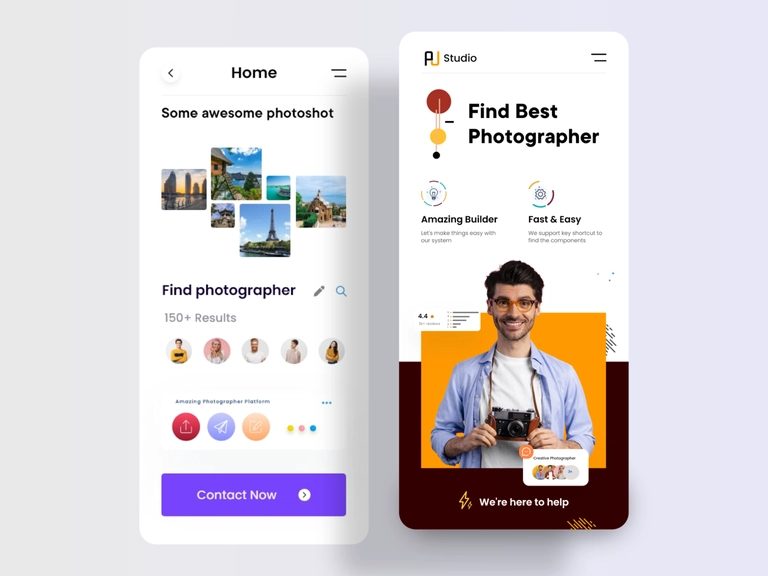 Home
Some awesome photoshot
Find photographer
150+ Results
Amazing Photographer Platform
Contact Now
PJ Studio
Find Best
Photographer
Amazing Builder
Let's make things easy with
our system
Fast & Easy
We support key shortcut to
find the components
4.4
Creative Photographer
We're here to help